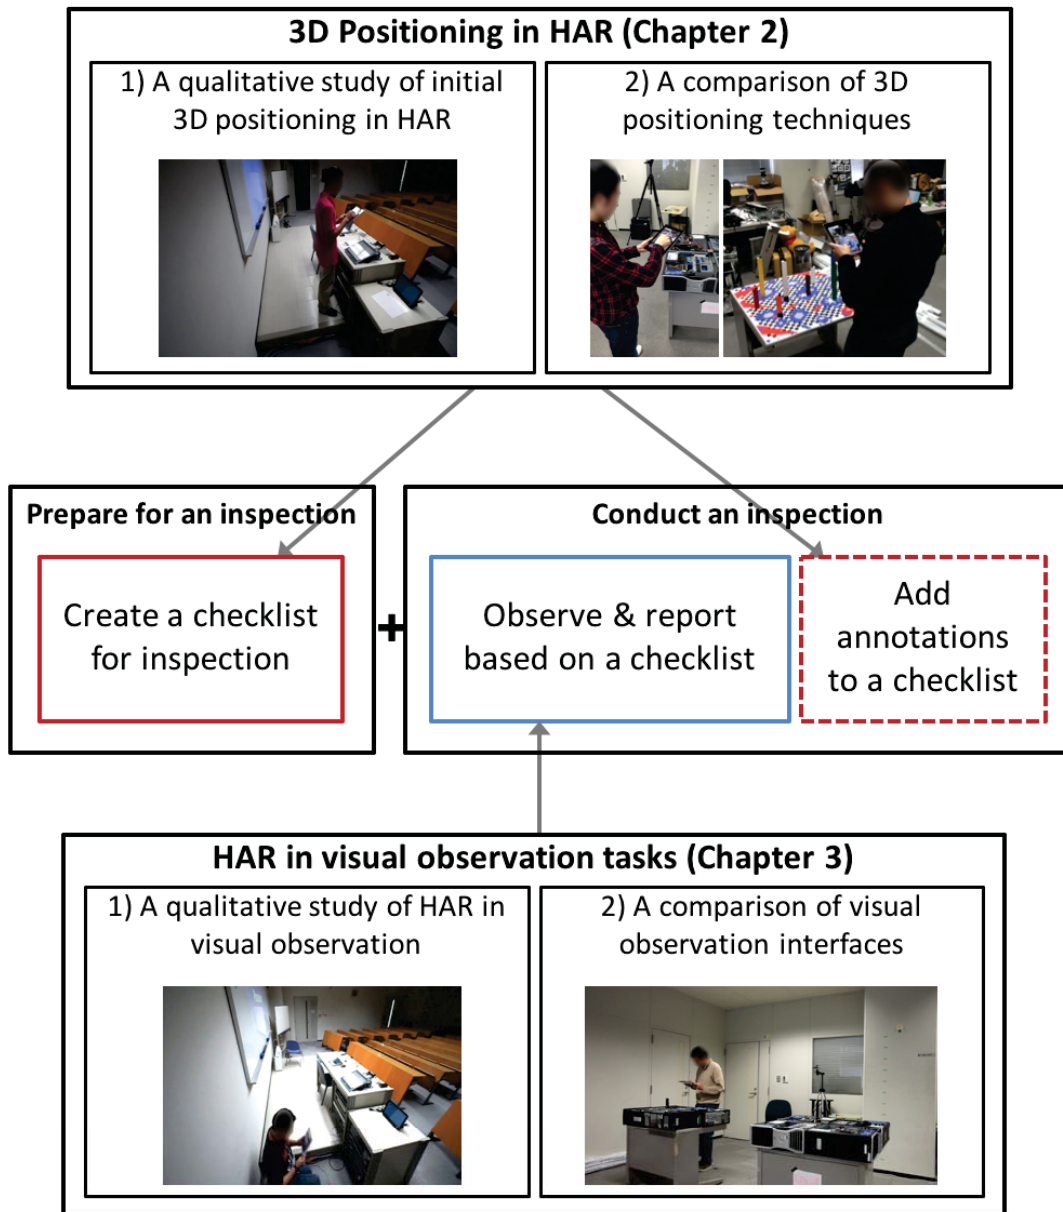 3D Positioning in HAR (Chapter 2)
1) A qualitative study of initial
3D positioning in HAR
2) A comparison of 3D
positioning techniques
Prepare for an inspection
Create a checklist
for inspection
+
Conduct an inspection
Observe & report
based on a checklist
Add
annotations
to a checklist
HAR in visual observation tasks (Chapter 3)
1) A qualitative study of HAR in
visual observation
2) A comparison of visual
observation interfaces